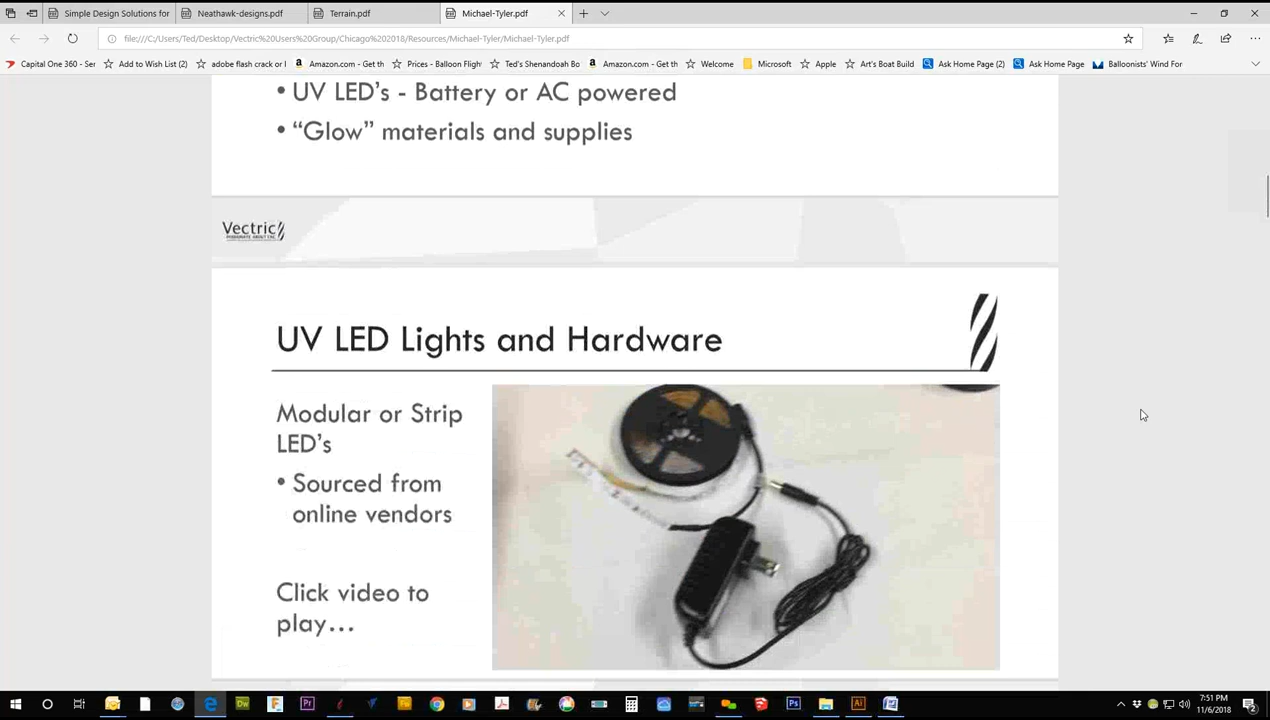 Simple Design Solutions for
Neathawk-designs.pdf
Terrain.pdf
Michael-Tyler.pdf
file:///C:/Users/Ted/Desktop/Vectric%20Users%20Group/Chicago%202018/Resources/Michael-Tyler/Michael-Tyler.pdf
Capital One 360 - Ser
Add to Wish List (2)
adobe flash crack or l
Amazon.com - Get th
Prices - Balloon Flight
Ted's Shenandoah Bo
Amazon.com - Get th
Welcome
Microsoft
Apple
Art's Boat Build
Ask Home Page (2)
Ask Home Page
Balloonists' Wind For
• UV LED's - Battery or AC powered
• “Glow” materials and supplies
Vectric
UV LED Lights and Hardware
Modular or Strip
LED's
• Sourced from
online vendors
Click video to
play...
7:51 PM
11/6/2018